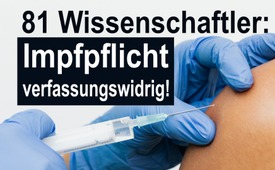 81 Wissenschaftler:
Impfpflicht
verfassungswidrig!